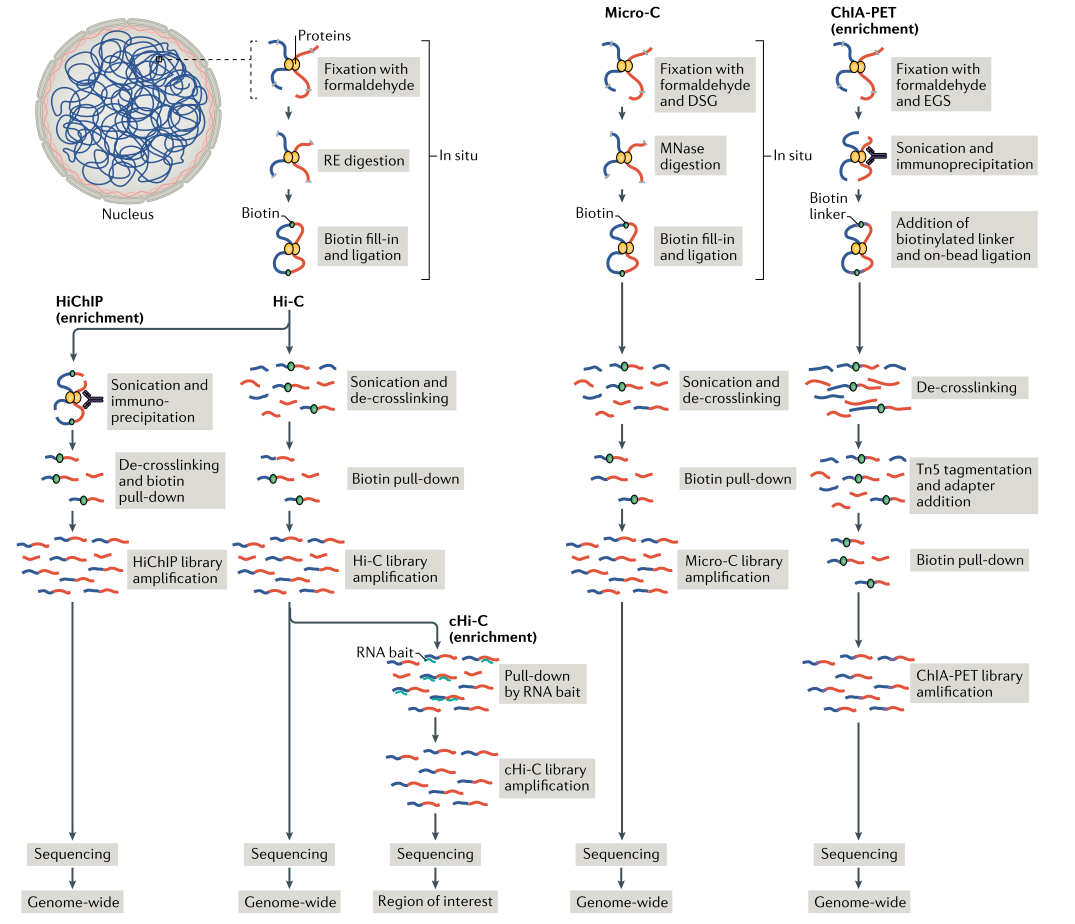 Proteins
Nucleus
Fixation with
formaldehyde
RE digestion
In situ
Biotin
Biotin fill-in
and ligation
HiChIP
(enrichment)
Sonication and
immuno-
precipitation
De-crosslinking
and biotin
pull-down
HiChIP library
amplification
Sequencing
Genome-wide
Hi-C
Sonication and
de-crosslinking
Biotin pull-down
Hi-C library
amplification
Sequencing
Genome-wide
cHi-C
(enrichment)
RNA bait
Pull-down
by RNA bait
cHi-C library
amplification
Sequencing
Region of interest
Micro-C
Fixation with
formaldehyde
and DSG
MNase
digestion
In situ
Biotin
Biotin fill-in
and ligation
Sonication and
de-crosslinking
Biotin pull-down
Micro-C library
amplification
Sequencing
Genome-wide
ChIA-PET
(enrichment)
Fixation with
formaldehyde
and EGS
Sonication and
immunoprecipitation
Biotin
linker
Addition of
biotinylated linker
and on-bead ligation
De-crosslinking
Tn5 tagmentation
and adapter
addition
Biotin pull-down
ChIA-PET library
amlification
Sequencing
Genome-wide